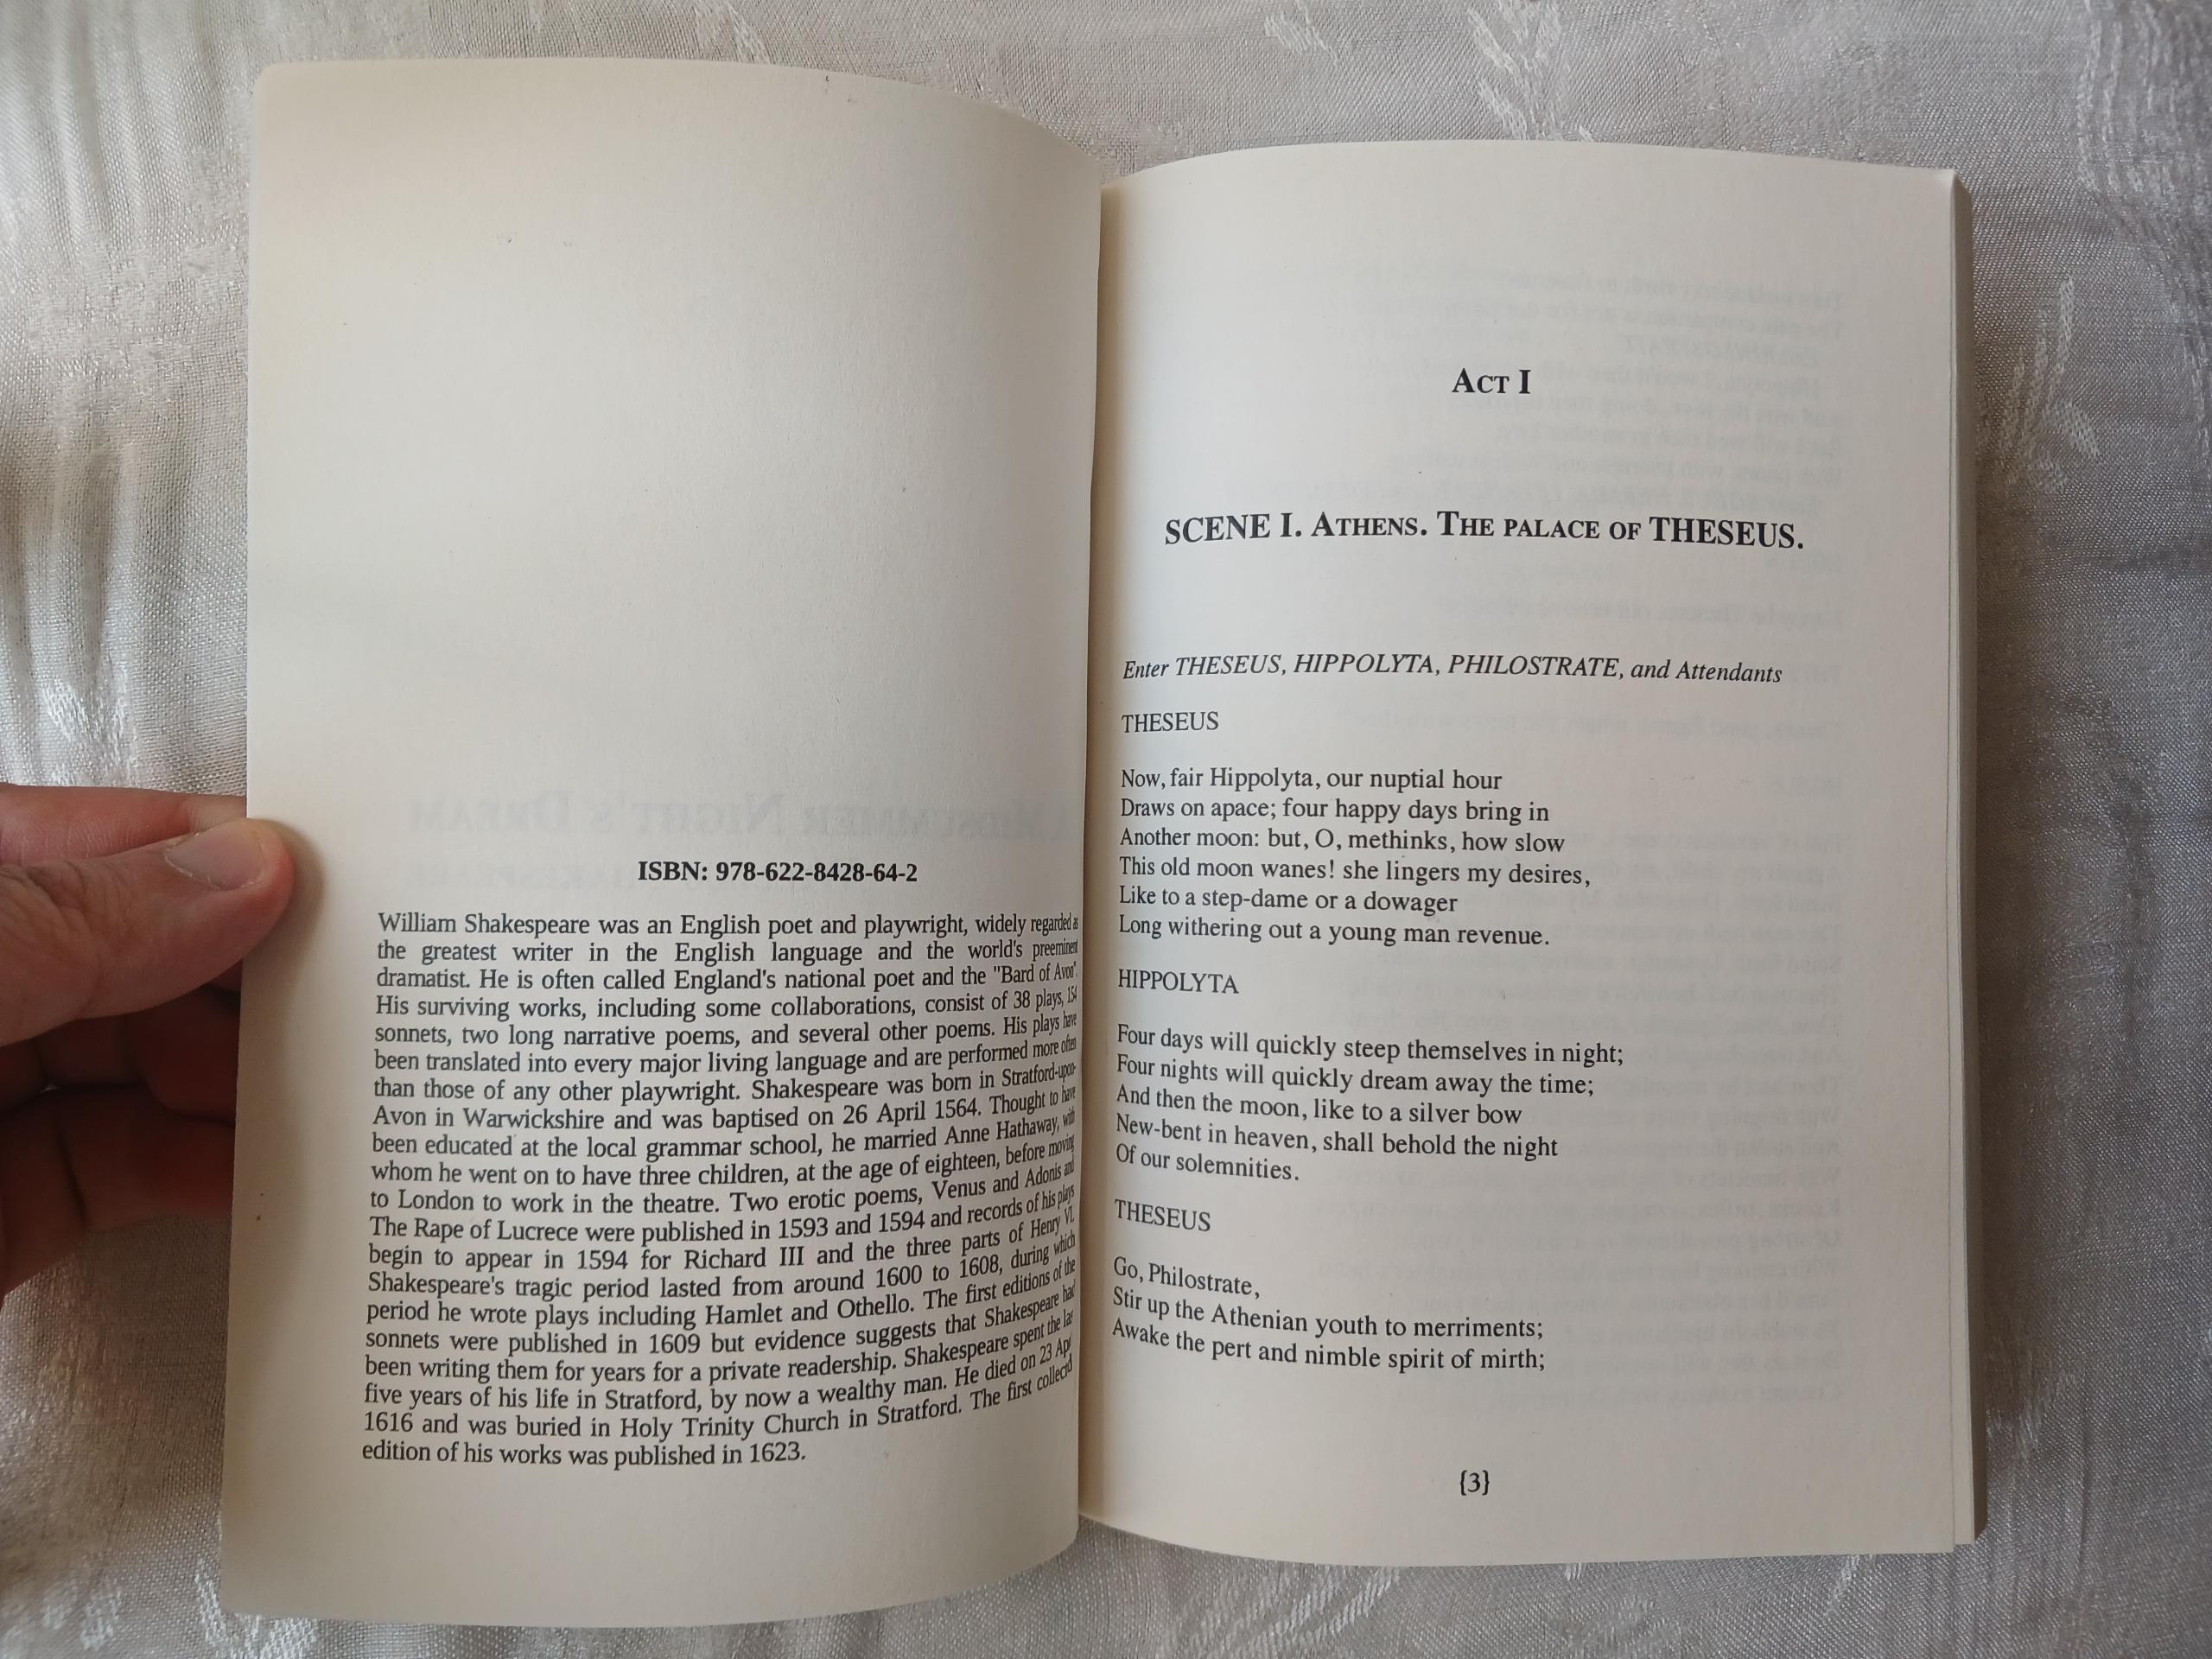 ISBN: 978-622-8428-64-2
William Shakespeare was an English poet and playwright, widely regarded as
the greatest writer in the English language and the world's preeminent
dramatist. He is often called England's national poet and the "Bard of Avon".
His surviving works, including some collaborations, consist of 38 plays, 154
sonnets, two long narrative poems, and several other poems. His plays have
been translated into every major living language and are performed more often
than those of any other playwright. Shakespeare was born in Stratford-upon-
Avon in Warwickshire and was baptised on 26 April 1564. Thought to have
been educated at the local grammar school, he married Anne Hathaway, with
whom he went on to have three children, at the age of eighteen, before moving
to London to work in the theatre. Two erotic poems, Venus and Adonis and
The Rape of Lucrece were published in 1593 and 1594 and records of his plays
begin to appear in 1594 for Richard III and the three parts of Henry VI.
Shakespeare's tragic period lasted from around 1600 to 1608, during which
period he wrote plays including Hamlet and Othello. The first editions of the
sonnets were published in 1609 but evidence suggests that Shakespeare had
been writing them for years for a private readership. Shakespeare spent the
five years of his life in Stratford, by now a wealthy man. He died on 23
1616 and was buried in Holy Trinity Church in Stratford. The first
edition of his works was published in 1623.
ACT I
SCENE I. ATHENS. THE PALACE OF THESEUS.
Enter THESEUS, HIPPOLYTA, PHILOSTRATE, and Attendants
THESEUS
Now, fair Hippolyta, our nuptial hour
Draws on apace; four happy days bring in
Another moon: but, O, methinks, how slow
This old moon wanes! she lingers my desires,
Like to a step-dame or a dowager
Long withering out a young man revenue.
HIPPOLYTA
Four days will quickly steep themselves in night;
Four nights will quickly dream away the time;
And then the moon, like to a silver bow
New-bent in heaven, shall behold the night
Of our solemnities.
THESEUS
Go, Philostrate,
Stir up the Athenian youth to merriments;
Awake the pert and nimble spirit of mirth;
{3}